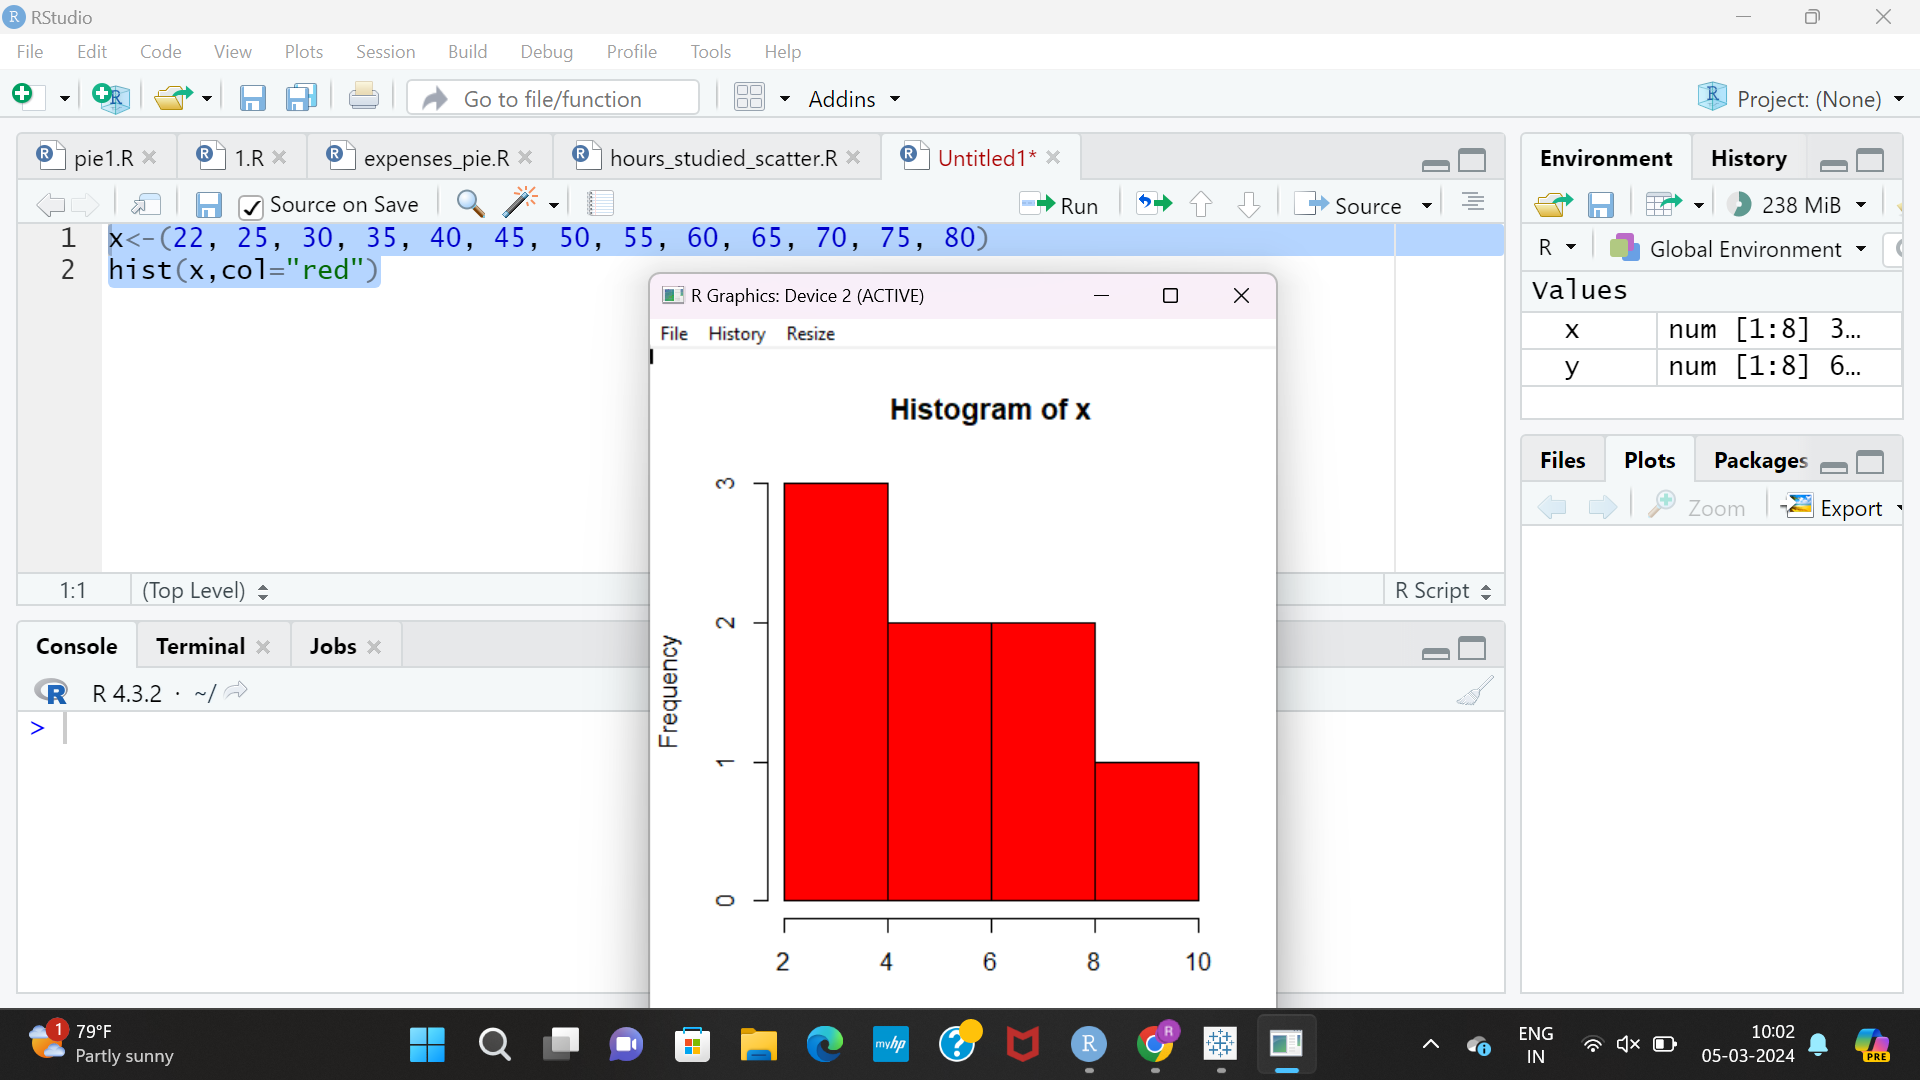 RStudio
File Edit Code View Plots Session Build Debug Profile Tools Help
Go to file/function Addins Project: (None)
pie1.R 1.R expenses_pie.R hours_studied_scatter.R Untitled1*
Source on Save Run Source
1 x<-(22, 25, 30, 35, 40, 45, 50, 55, 60, 65, 70, 75, 80)
2 hist(x,col="red")
1:1 (Top Level) R Script
Console Terminal Jobs
R 4.3.2 · ~/
>
R Graphics: Device 2 (ACTIVE)
File History Resize
Histogram of x
Frequency
3
2
1
0
2 4 6 8 10
Environment History
238 MiB
R Global Environment
Values
x num [1:8] 3...
y num [1:8] 6...
Files Plots Packages
Zoom Export
1 79°F
Partly sunny
myhp
R
R
PRE
ENG
IN
10:02
05-03-2024